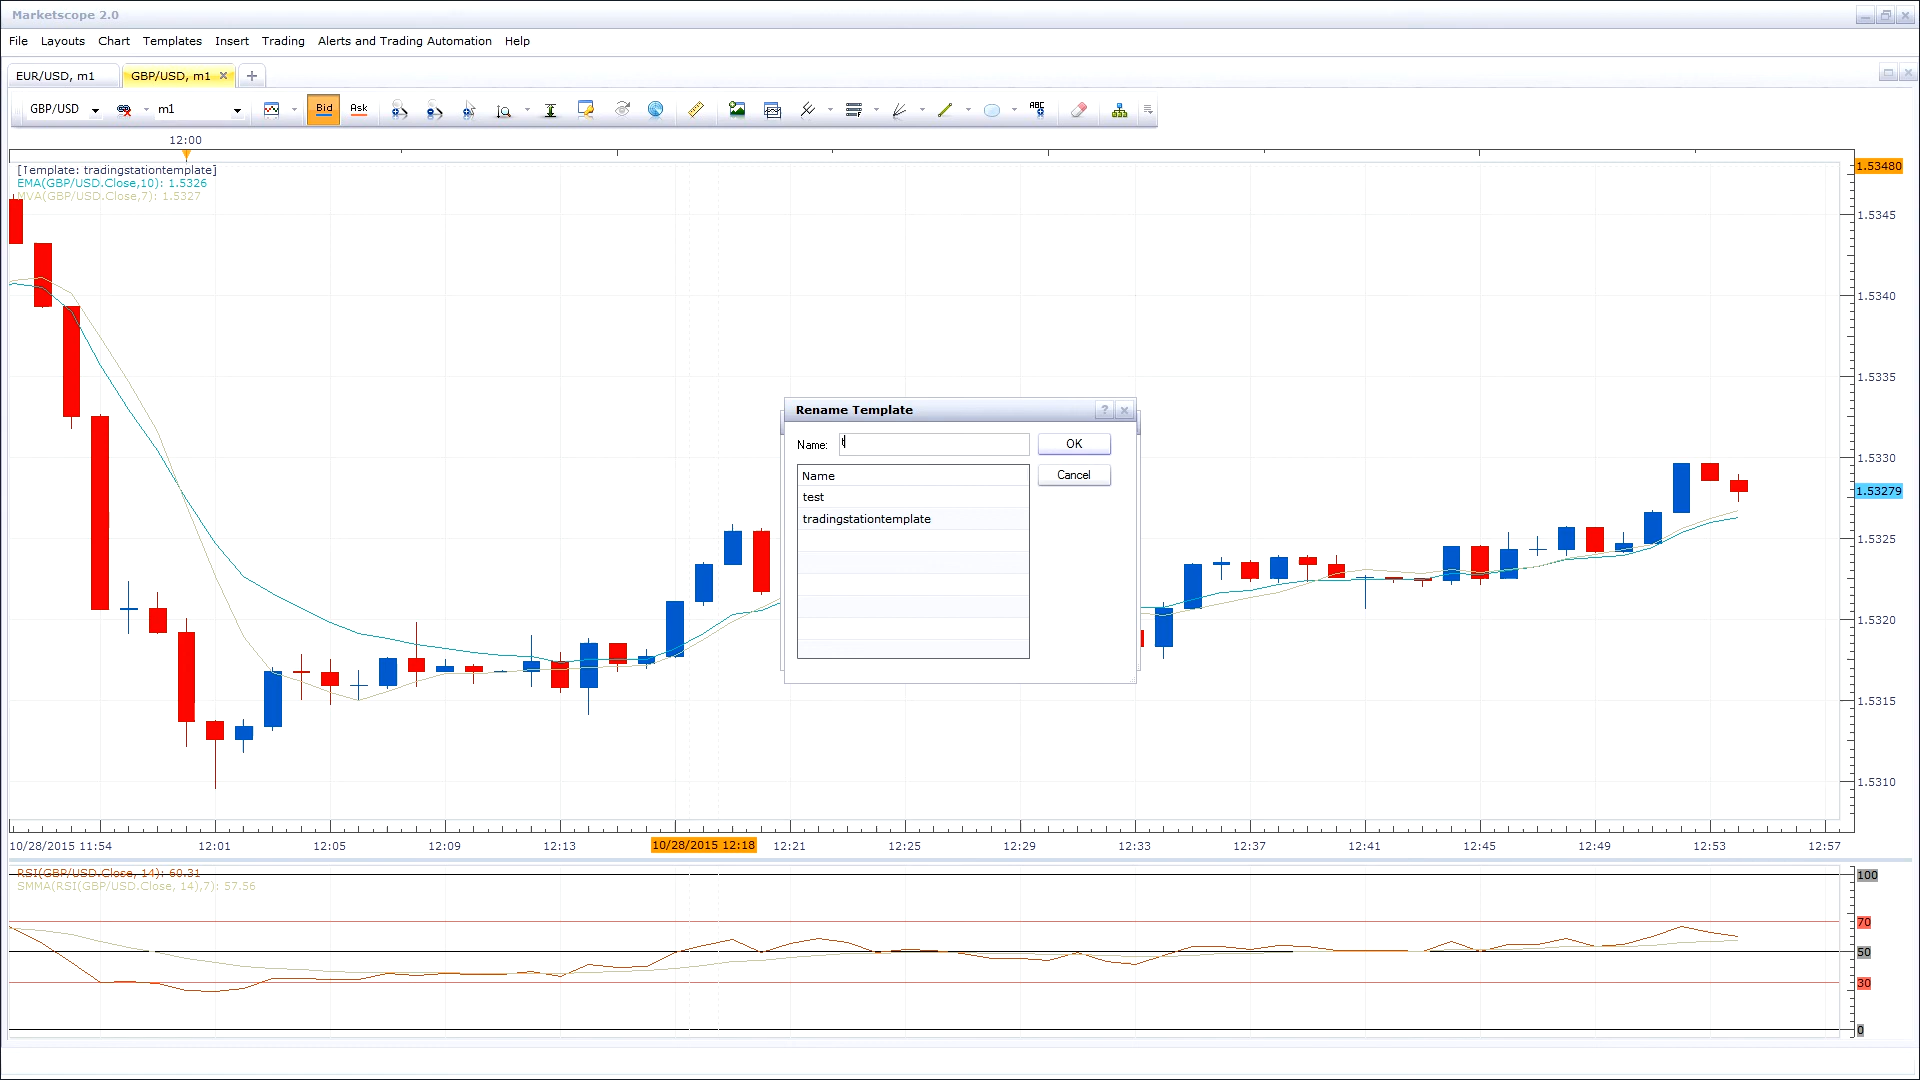 Marketscope 2.0
File Layouts Chart Templates Insert Trading Alerts and Trading Automation Help
EUR/USD, m1 GBP/USD, m1
GBP/USD m1 Bid Ask ABC
12:00
[Template: tradingstationtemplate]
EMA(GBP/USD.Close,10): 1.5326
MVA(GBP/USD.Close,7): 1.5327
1.53480
1.5345
1.5340
1.5335
1.5330
1.53279
1.5325
1.5320
1.5315
1.5310
Rename Template
Name: t OK
Cancel
Name
test
tradingstationtemplate
10/28/2015 11:54 12:01 12:05 12:09 12:13 10/28/2015 12:18 12:21 12:25 12:29 12:33 12:37 12:41 12:45 12:49 12:53 12:57
RSI(GBP/USD.Close, 14): 60.31
SMMA(RSI(GBP/USD.Close, 14),7): 57.56
100
70
50
30
0